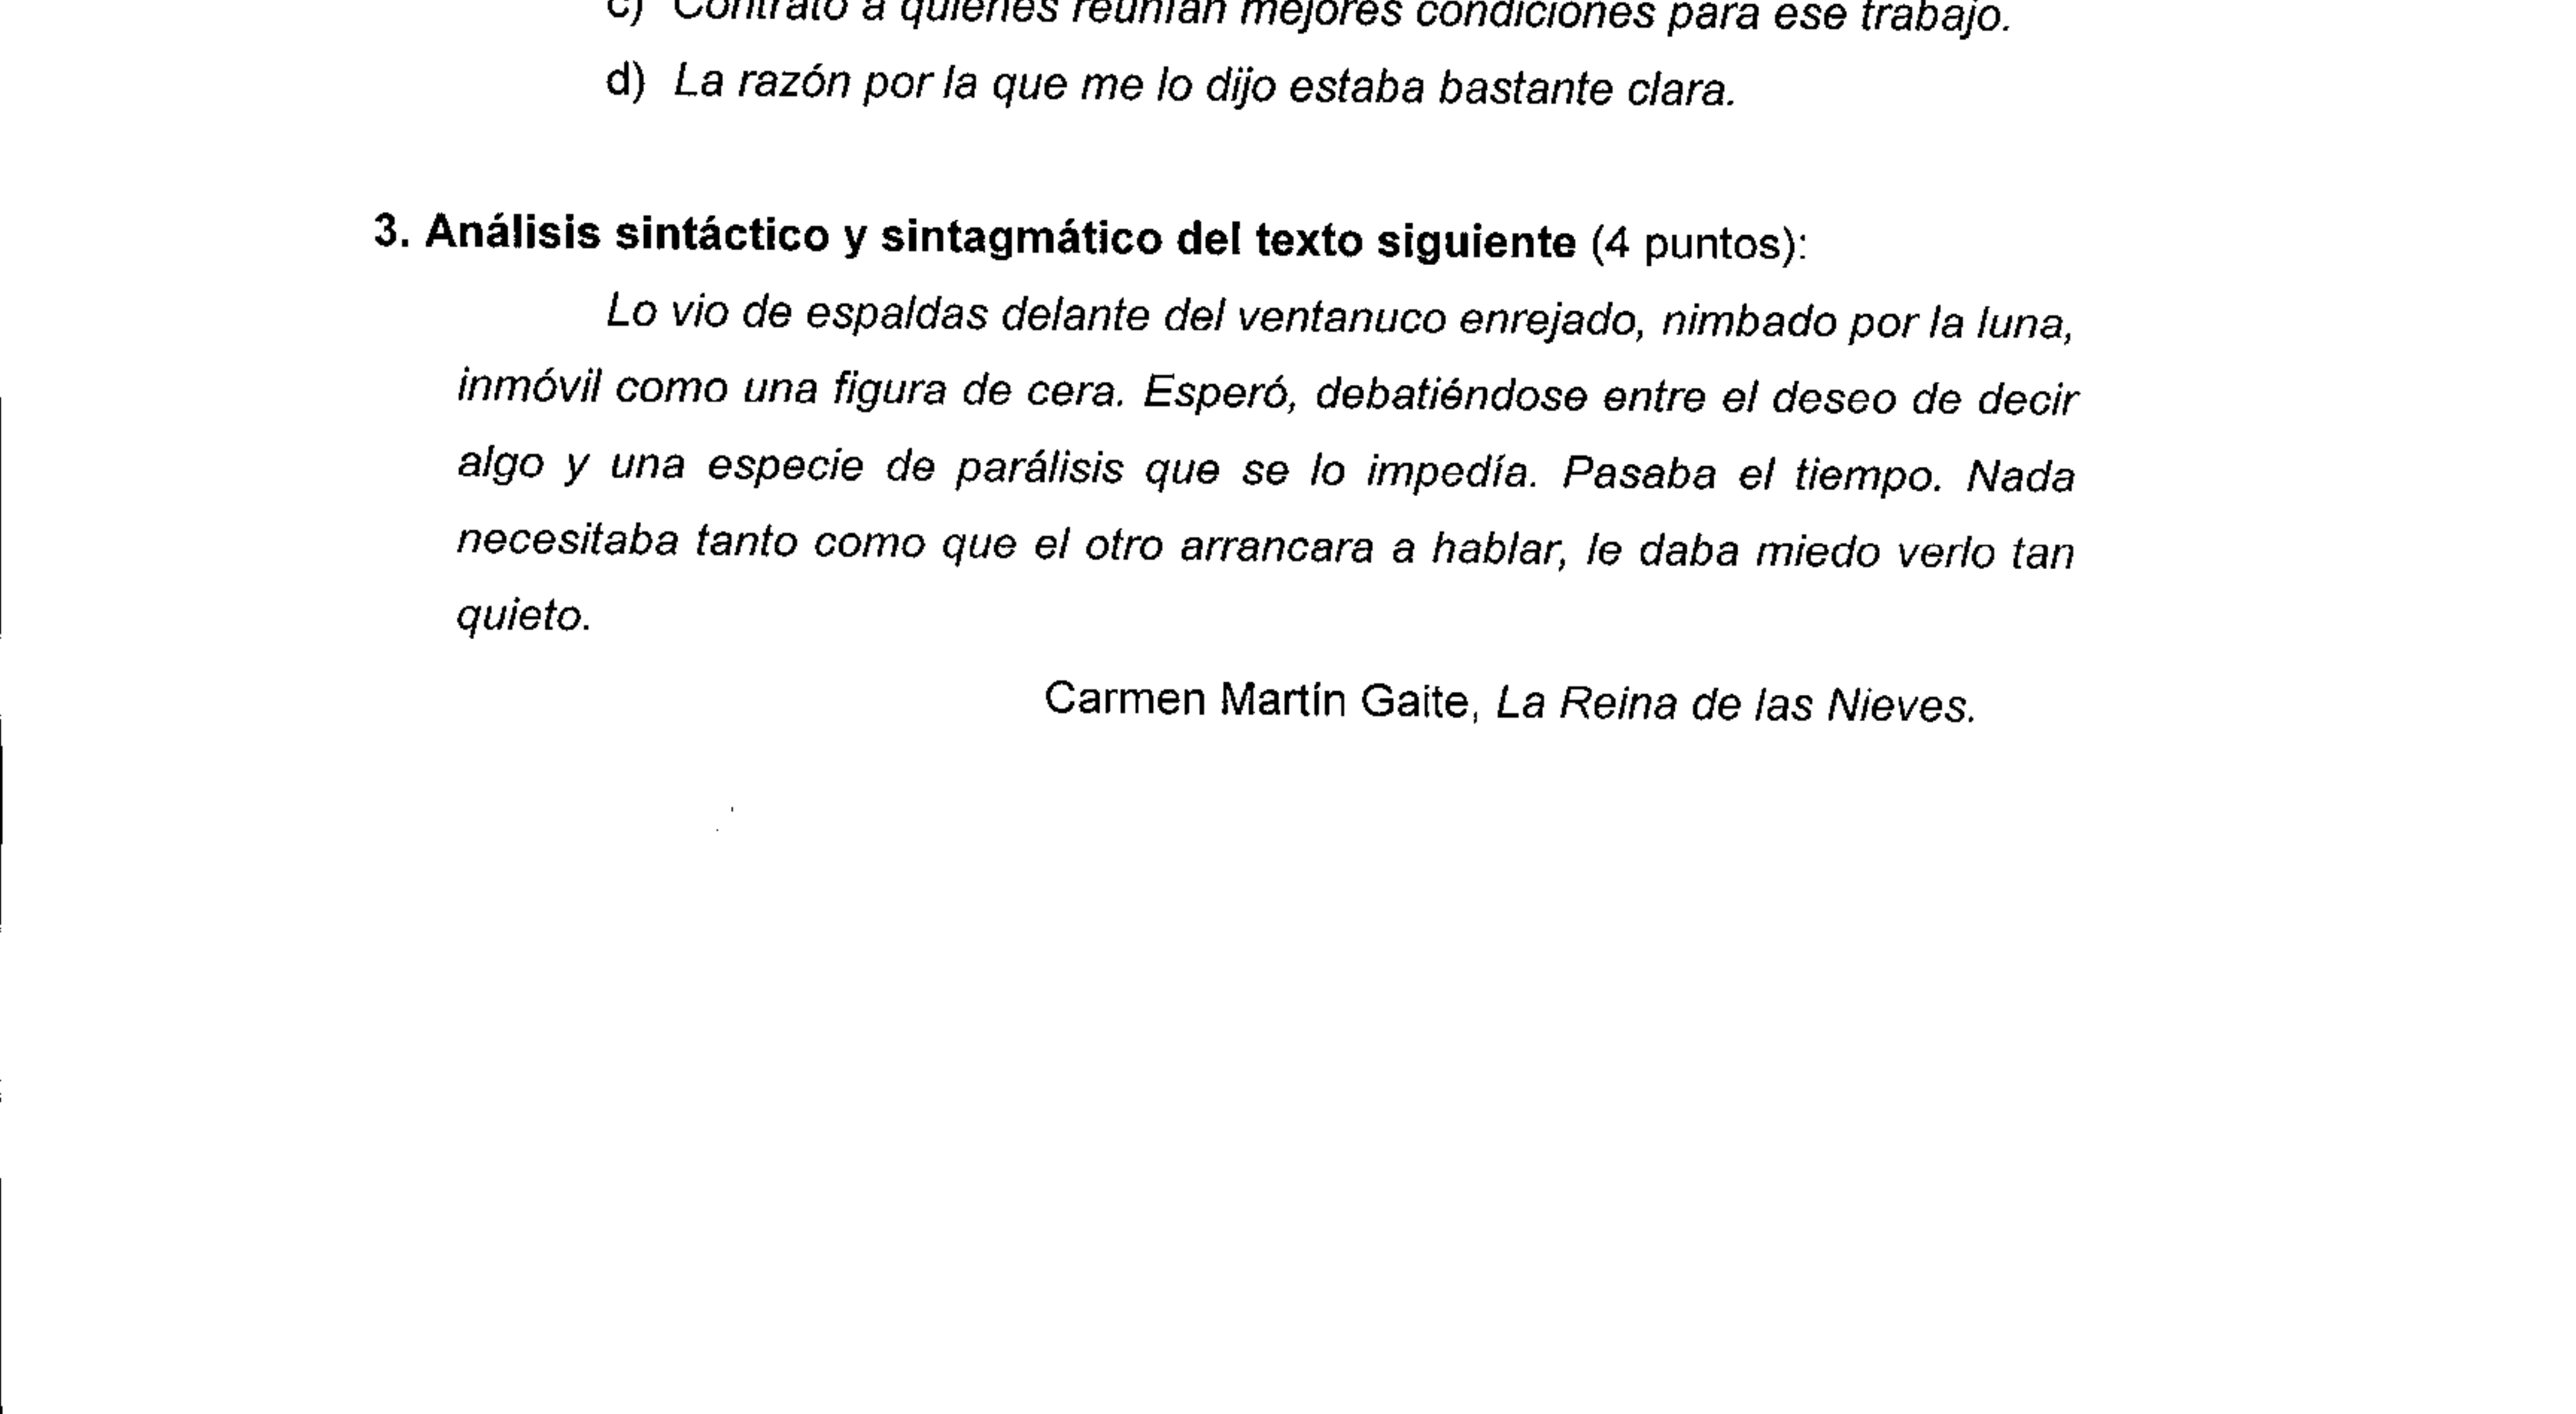 c) Contrató a quienes reunían mejores condiciones para ese trabajo.
d) La razón por la que me lo dijo estaba bastante clara.
3. Análisis sintáctico y sintagmático del texto siguiente (4 puntos):
Lo vio de espaldas delante del ventanuco enrejado, nimbado por la luna,
inmóvil como una figura de cera. Esperó, debatiéndose entre el deseo de decir
algo y una especie de parálisis que se lo impedía. Pasaba el tiempo. Nada
necesitaba tanto como que el otro arrancara a hablar, le daba miedo verlo tan
quieto.
Carmen Martín Gaite, La Reina de las Nieves.